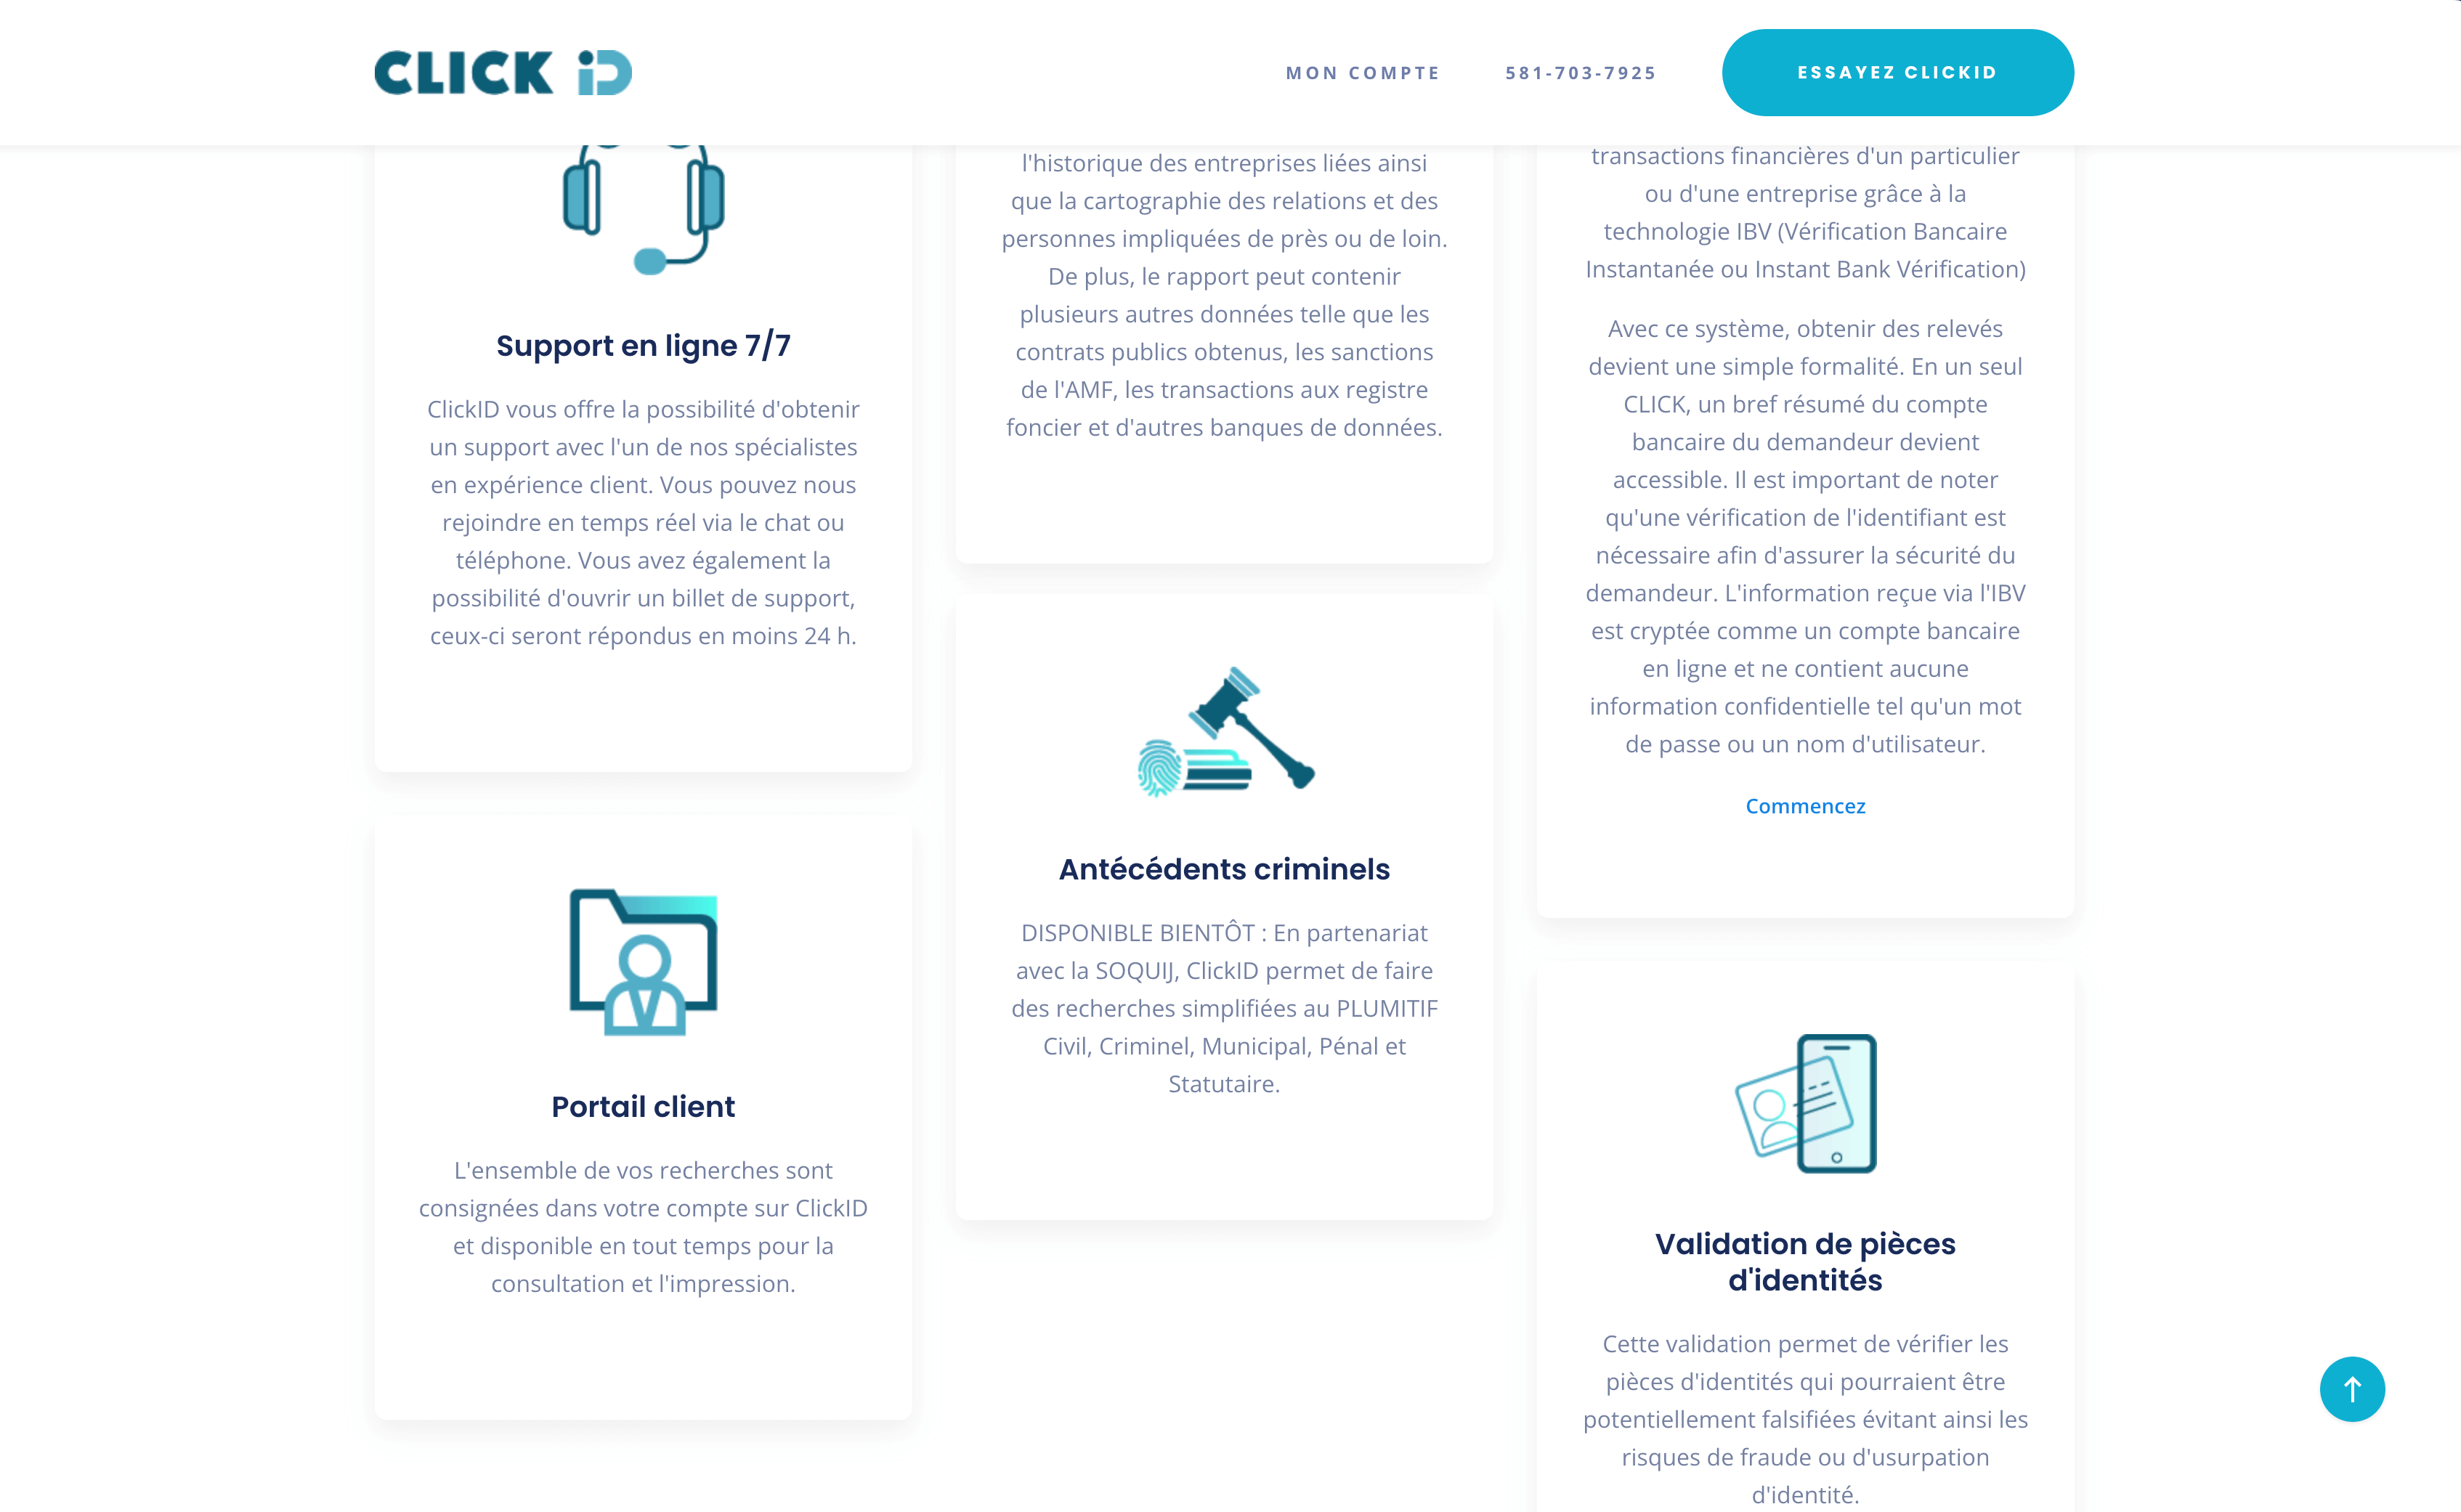 CLICK iD
MON COMPTE
581-703-7925
ESSAYEZ CLICKID
Support en ligne 7/7
ClickID vous offre la possibilité d'obtenir
un support avec l'un de nos spécialistes
en expérience client. Vous pouvez nous
rejoindre en temps réel via le chat ou
téléphone. Vous avez également la
possibilité d'ouvrir un billet de support,
ceux-ci seront répondus en moins 24 h.
Portail client
L'ensemble de vos recherches sont
consignées dans votre compte sur ClickID
et disponible en tout temps pour la
consultation et l'impression.
l'historique des entreprises liées ainsi
que la cartographie des relations et des
personnes impliquées de près ou de loin.
De plus, le rapport peut contenir
plusieurs autres données telle que les
contrats publics obtenus, les sanctions
de l'AMF, les transactions aux registre
foncier et d'autres banques de données.
Antécédents criminels
DISPONIBLE BIENTÔT : En partenariat
avec la SOQUIJ, ClickID permet de faire
des recherches simplifiées au PLUMITIF
Civil, Criminel, Municipal, Pénal et
Statutaire.
transactions financières d'un particulier
ou d'une entreprise grâce à la
technologie IBV (Vérification Bancaire
Instantanée ou Instant Bank Vérification)
Avec ce système, obtenir des relevés
devient une simple formalité. En un seul
CLICK, un bref résumé du compte
bancaire du demandeur devient
accessible. Il est important de noter
qu'une vérification de l'identifiant est
nécessaire afin d'assurer la sécurité du
demandeur. L'information reçue via l'IBV
est cryptée comme un compte bancaire
en ligne et ne contient aucune
information confidentielle tel qu'un mot
de passe ou un nom d'utilisateur.
Commencez
Validation de pièces
d'identités
Cette validation permet de vérifier les
pièces d'identités qui pourraient être
potentiellement falsifiées évitant ainsi les
risques de fraude ou d'usurpation
d'identité.